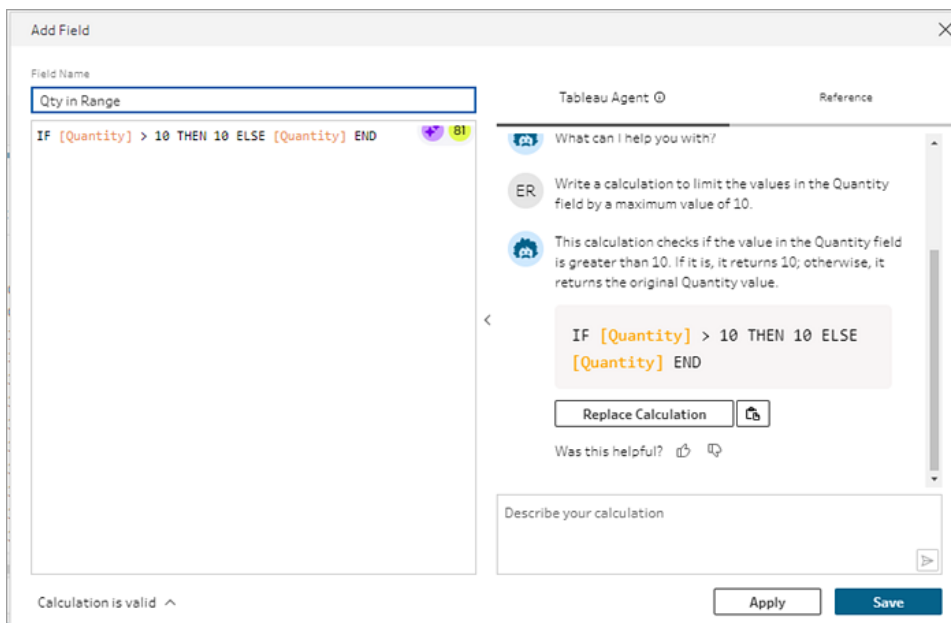 Add Field
Field Name
Qty in Range
IF [Quantity] > 10 THEN 10 ELSE [Quantity] END
81
Tableau Agent
Reference
What can I help you with?
ER
Write a calculation to limit the values in the Quantity
field by a maximum value of 10.
This calculation checks if the value in the Quantity field
is greater than 10. If it is, it returns 10; otherwise, it
returns the original Quantity value.
IF [Quantity] > 10 THEN 10 ELSE
[Quantity] END
Replace Calculation
Was this helpful?
Describe your calculation
Calculation is valid
Apply
Save